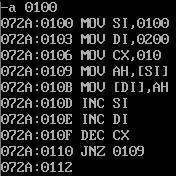 -a 0100
072A:0100 MOV SI,0100
072A:0103 MOV DI,0200
072A:0106 MOV CX,010
072A:0109 MOV AH,[SI]
072A:010B MOV [DI],AH
072A:010D INC SI
072A:010E INC DI
072A:010F DEC CX
072A:0110 JNZ 0109
072A:0112